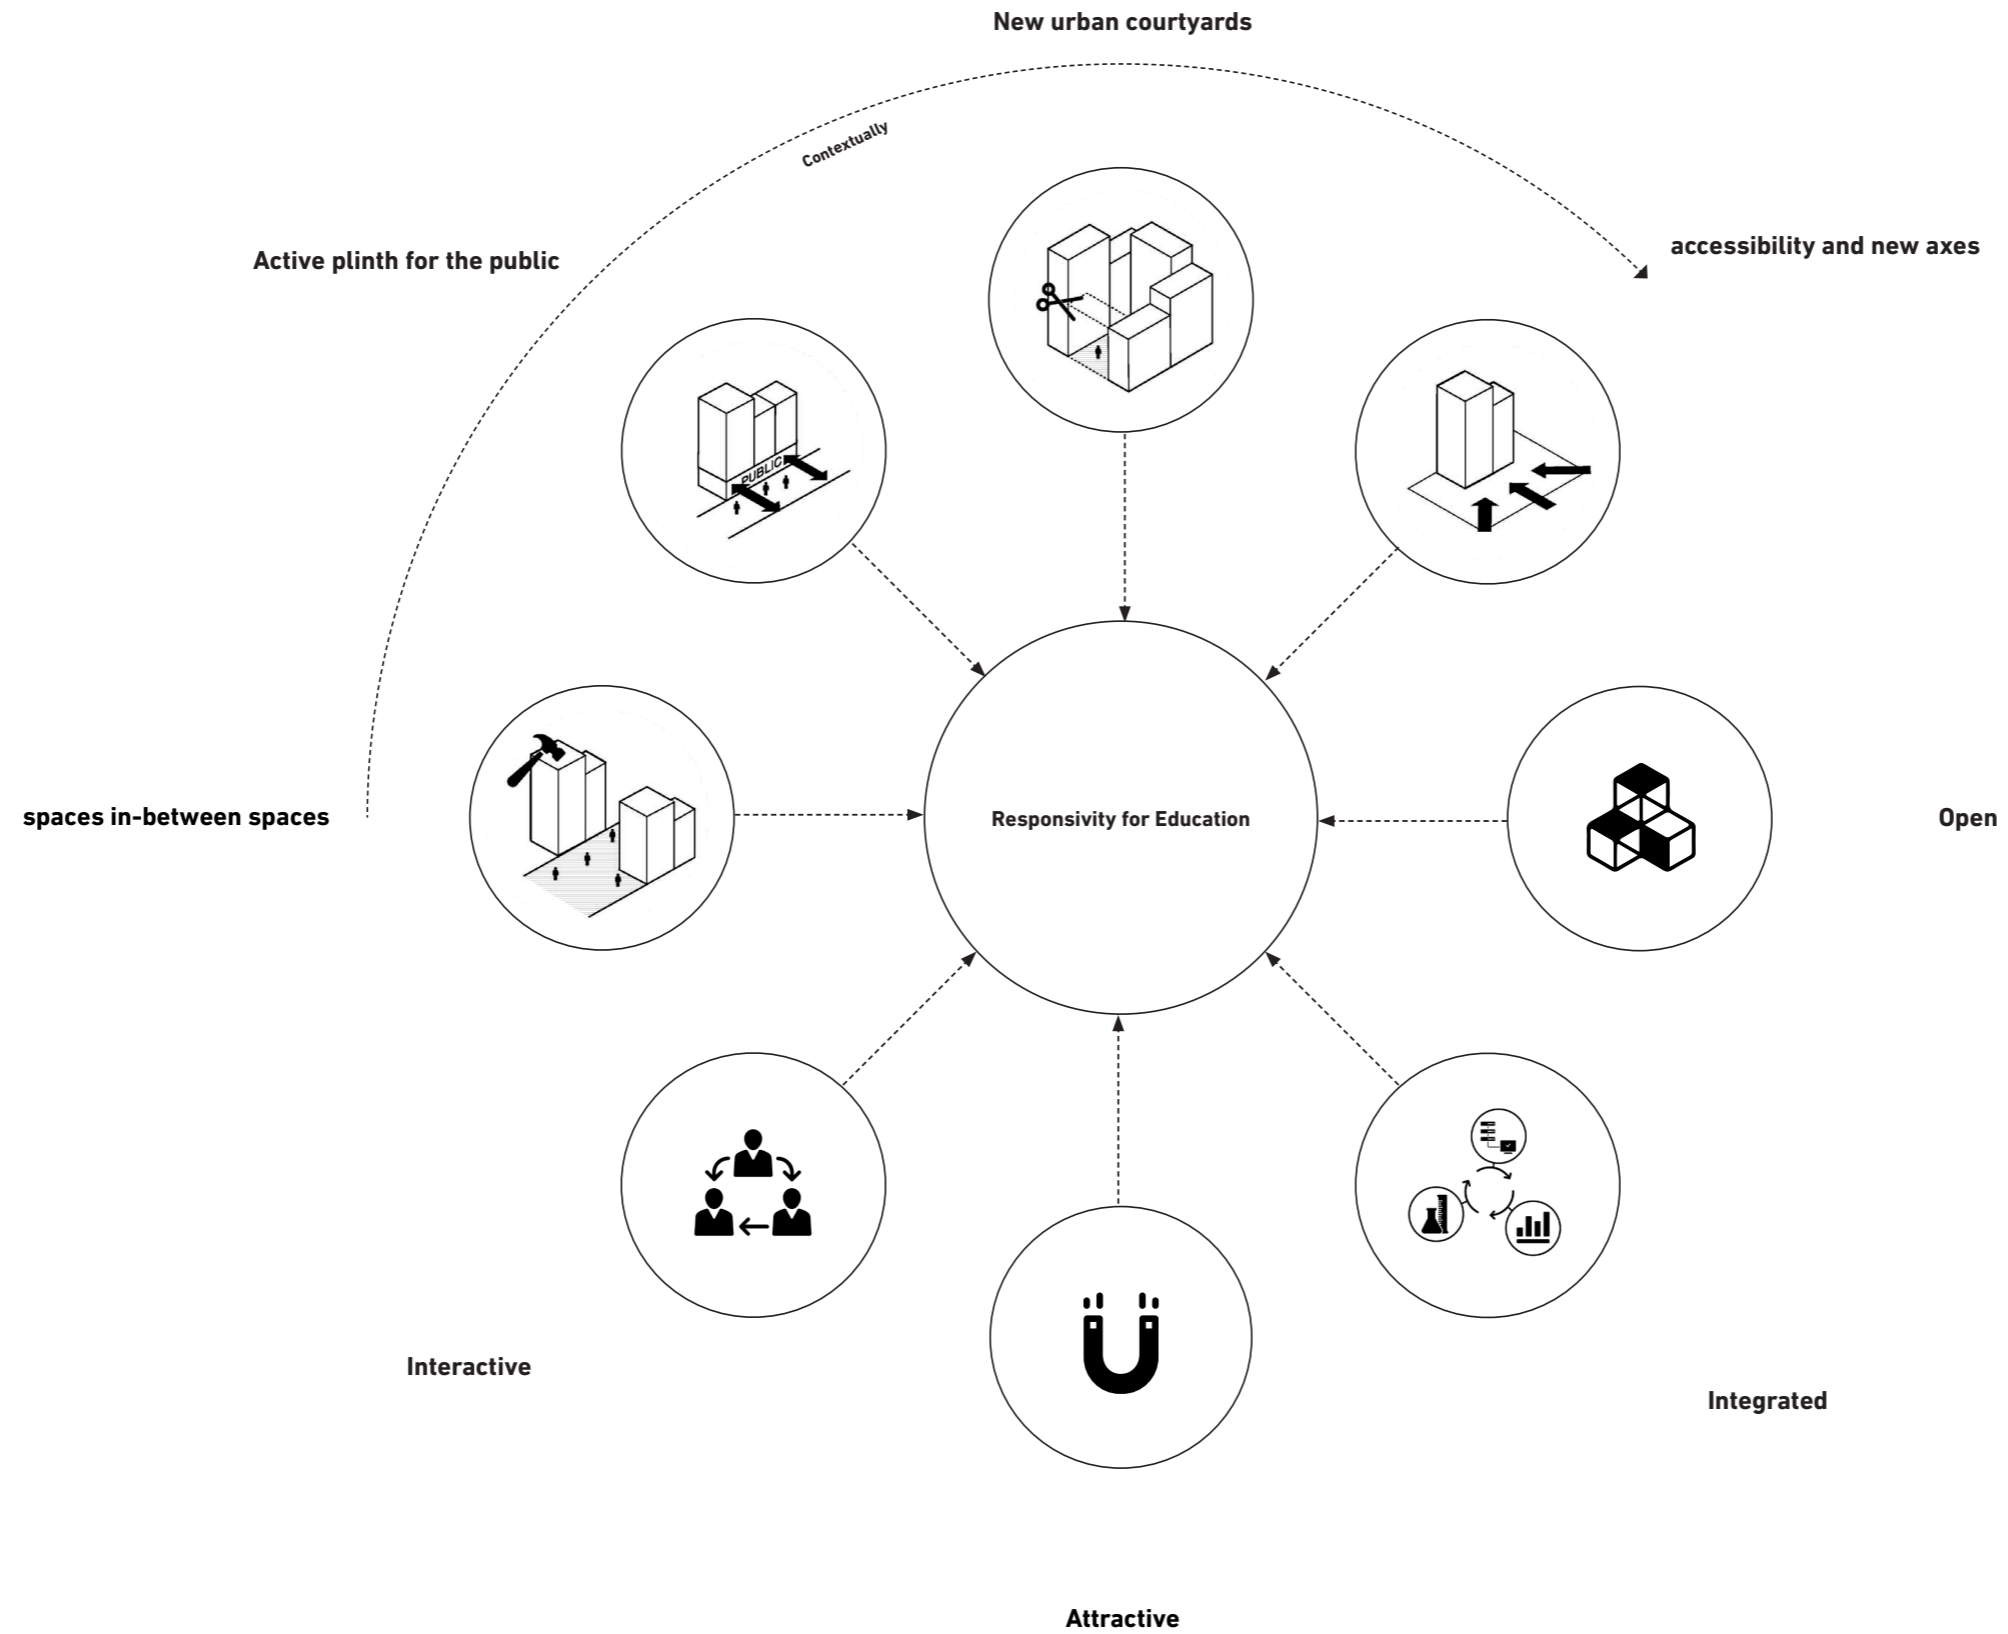 New urban courtyards
Contextually
Active plinth for the public
accessibility and new axes
PUBLIC
spaces in-between spaces
Responsivity for Education
Open
Interactive
Integrated
Attractive